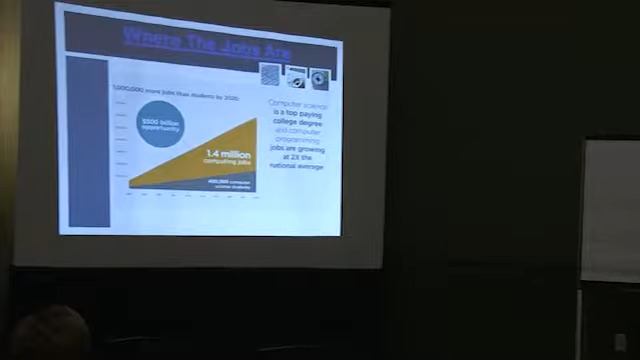 Where The Jobs Are
1,000,000 more jobs than students by 2020:
$500 billion
opportunity
1.4 million
computing jobs
400,000 computer
science students
Computer science
is a top paying
college degree
and computer
programming
jobs are growing
at 2X the
national average